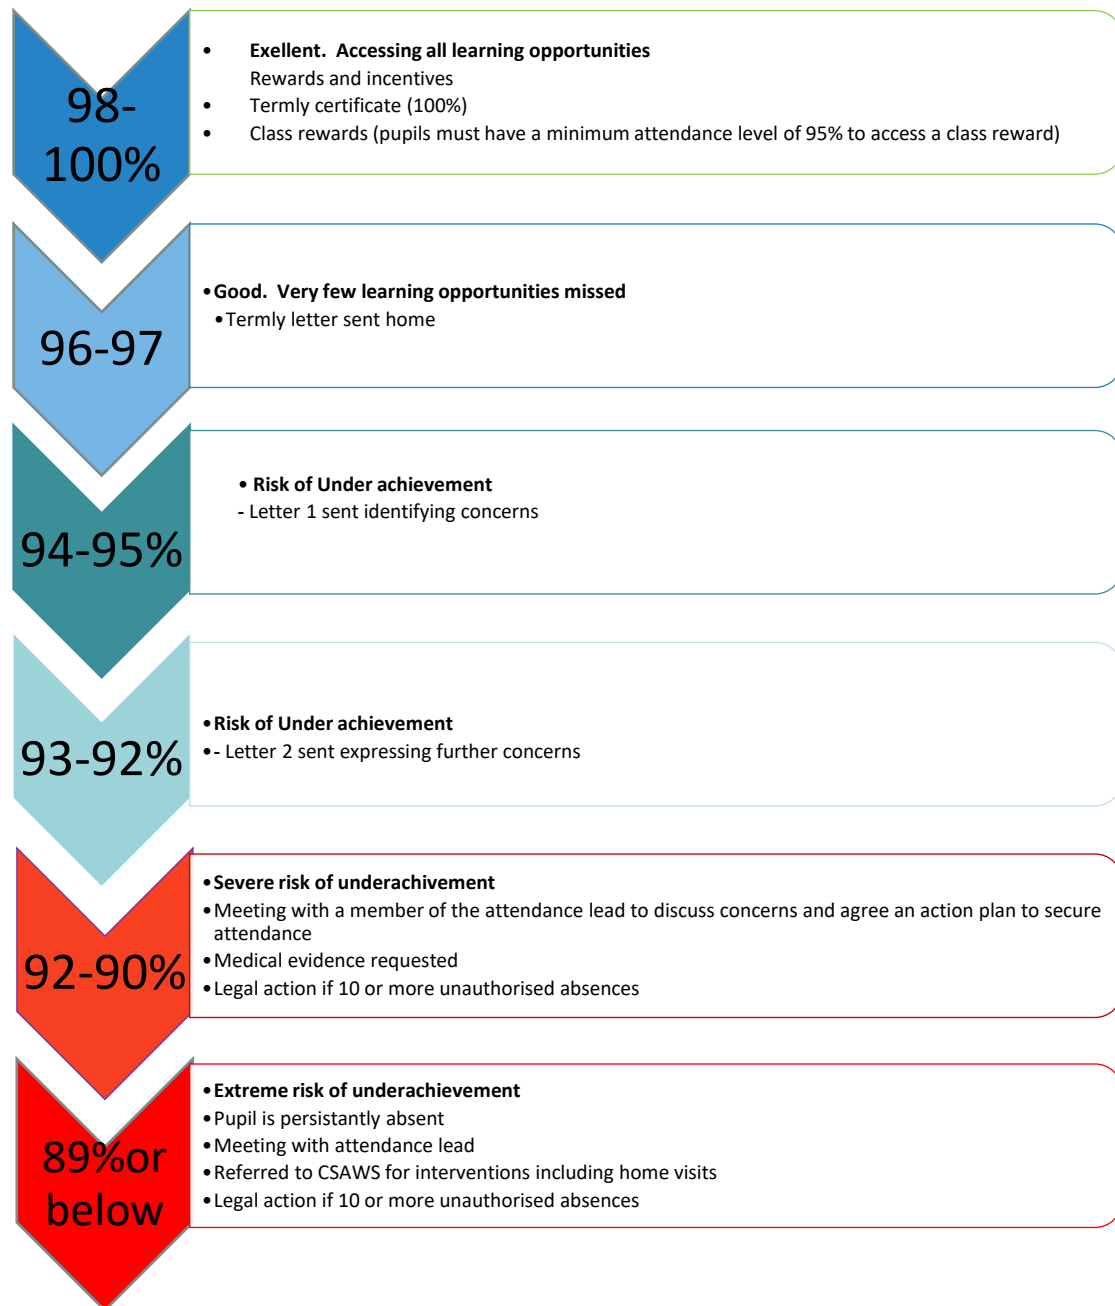 98-
100%
• Exellent. Accessing all learning opportunities
Rewards and incentives
• Termly certificate (100%)
• Class rewards (pupils must have a minimum attendance level of 95% to access a class reward)
96-97
•Good. Very few learning opportunities missed
•Termly letter sent home
94-95%
• Risk of Under achievement
- Letter 1 sent identifying concerns
93-92%
•Risk of Under achievement
•- Letter 2 sent expressing further concerns
92-90%
•Severe risk of underachivement
•Meeting with a member of the attendance lead to discuss concerns and agree an action plan to secure
attendance
•Medical evidence requested
•Legal action if 10 or more unauthorised absences
89%or
below
•Extreme risk of underachievement
•Pupil is persistantly absent
•Meeting with attendance lead
•Referred to CSAWS for interventions including home visits
•Legal action if 10 or more unauthorised absences